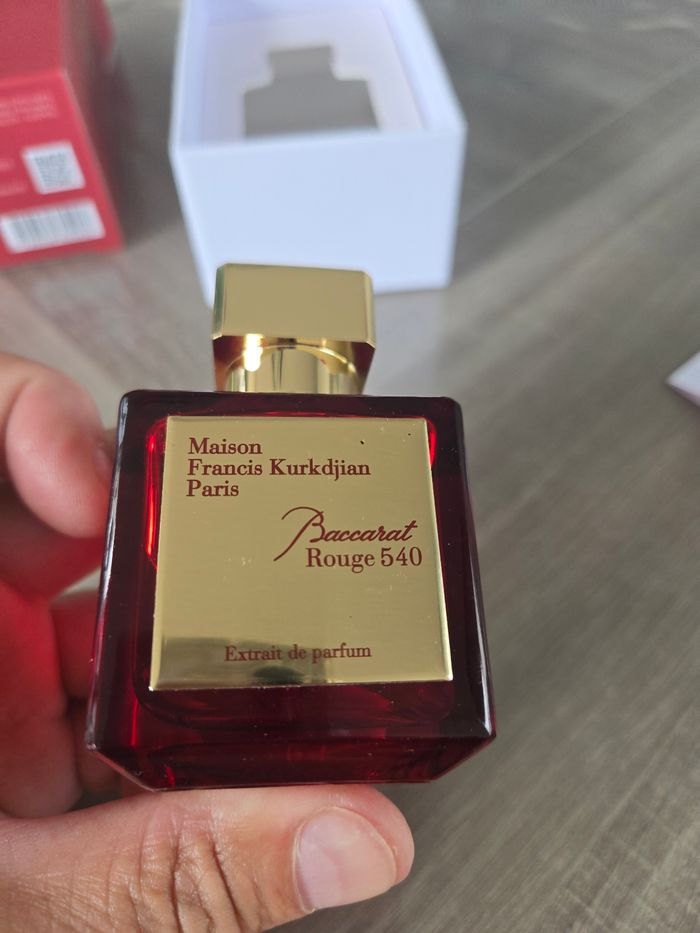 Maison
Francis Kurkdjian
Paris
Baccarat
Rouge 540
Extrait de parfum